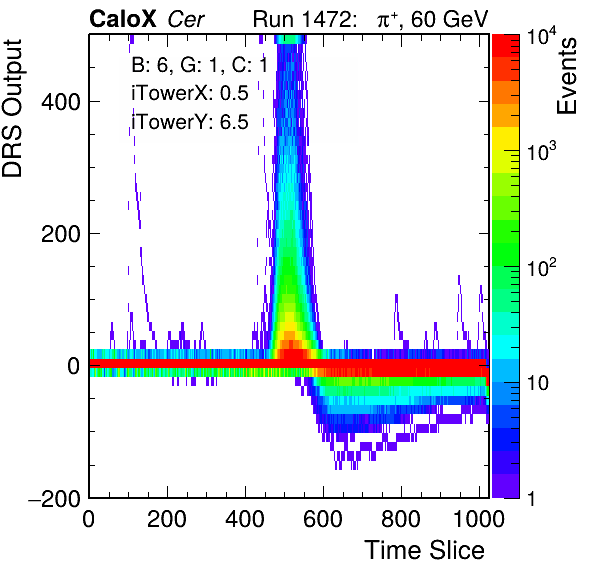 CaloX Cer Run 1472: π⁺, 60 GeV
B: 6, G: 1, C: 1
iTowerX: 0.5
iTowerY: 6.5
DRS Output
400
200
0
−200
0 200 400 600 800 1000
Time Slice
Events
10⁴
10³
10²
10
1